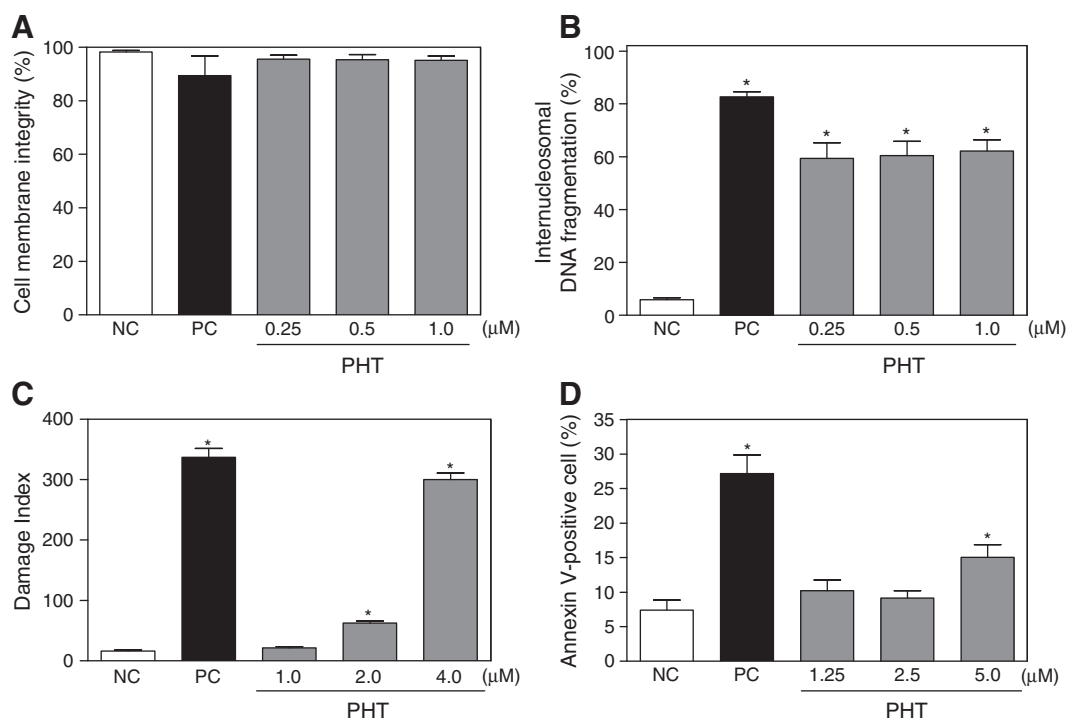 A
Cell membrane integrity (%)
100
80
60
40
20
0
NC PC 0.25 0.5 1.0 (μM)
PHT
B
Internucleosomal
DNA fragmentation (%)
100
80
60
40
20
0
*
* * *
NC PC 0.25 0.5 1.0 (μM)
PHT
C
Damage Index
400
300
200
100
0
* *
*
NC PC 1.0 2.0 4.0 (μM)
PHT
D
Annexin V-positive cell (%)
35
30
25
20
15
10
5
0
*
*
NC PC 1.25 2.5 5.0 (μM)
PHT